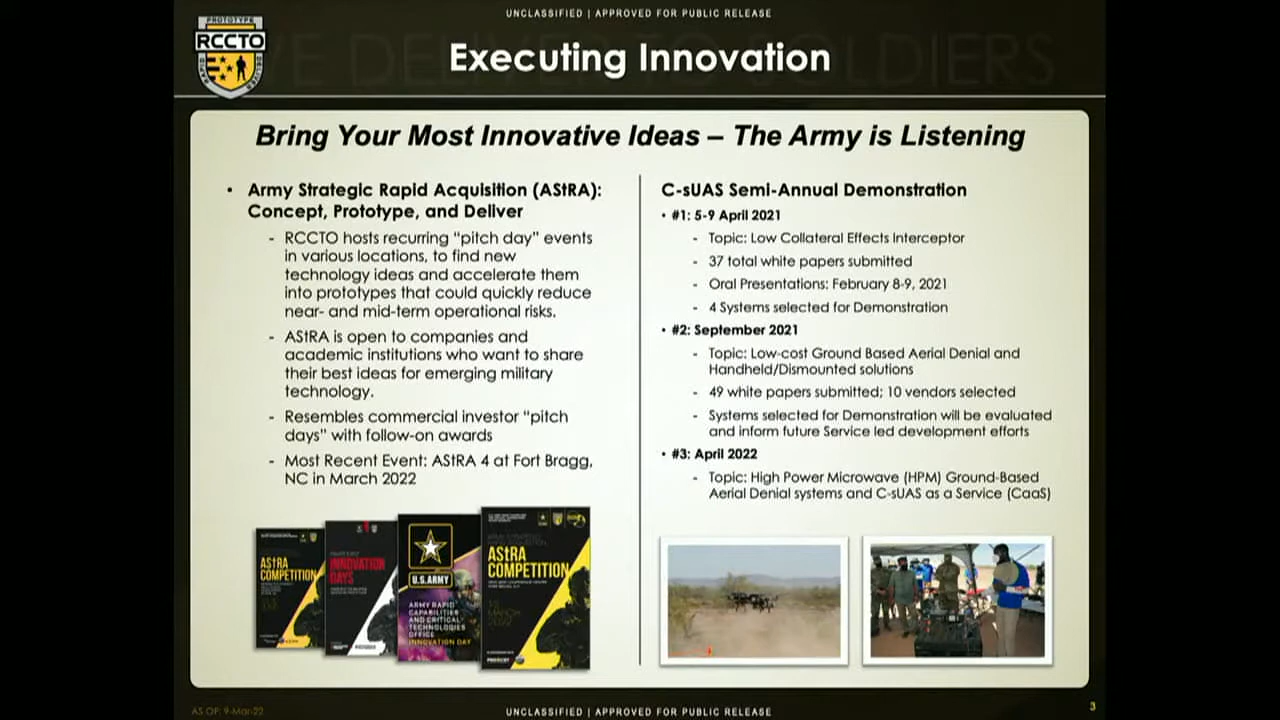 UNCLASSIFIED | APPROVED FOR PUBLIC RELEASE
PROTOTYPE
RCCTO
DELIVER
Executing Innovation
Bring Your Most Innovative Ideas – The Army is Listening
• Army Strategic Rapid Acquisition (AStRA):
Concept, Prototype, and Deliver
- RCCTO hosts recurring “pitch day” events
in various locations, to find new
technology ideas and accelerate them
into prototypes that could quickly reduce
near- and mid-term operational risks.
- AStRA is open to companies and
academic institutions who want to share
their best ideas for emerging military
technology.
- Resembles commercial investor “pitch
days” with follow-on awards
- Most Recent Event: AStRA 4 at Fort Bragg,
NC in March 2022
AStRA
COMPETITION
INNOVATION
DAYS
U.S.ARMY
ARMY RAPID
CAPABILITIES
AND CRITICAL
TECHNOLOGIES
OFFICE
INNOVATION DAY
AStRA
COMPETITION
C-sUAS Semi-Annual Demonstration
• #1: 5-9 April 2021
- Topic: Low Collateral Effects Interceptor
- 37 total white papers submitted
- Oral Presentations: February 8-9, 2021
- 4 Systems selected for Demonstration
• #2: September 2021
- Topic: Low-cost Ground Based Aerial Denial and
Handheld/Dismounted solutions
- 49 white papers submitted; 10 vendors selected
- Systems selected for Demonstration will be evaluated
and inform future Service led development efforts
• #3: April 2022
- Topic: High Power Microwave (HPM) Ground-Based
Aerial Denial systems and C-sUAS as a Service (CaaS)
AS OF: 9-Mar-22
UNCLASSIFIED | APPROVED FOR PUBLIC RELEASE
3